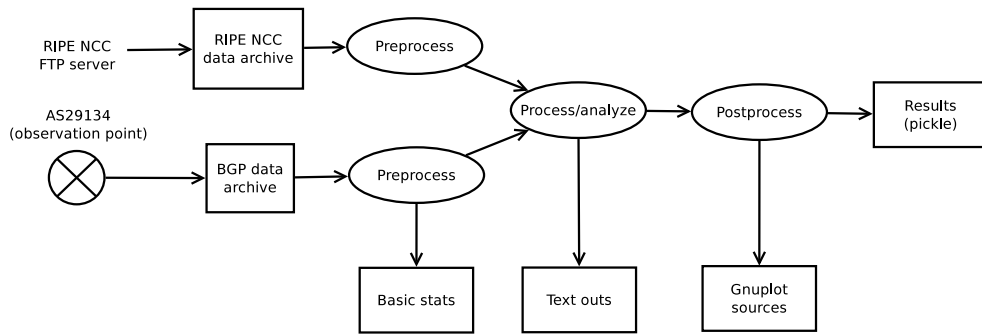 RIPE NCC
FTP server
RIPE NCC
data archive
Preprocess
AS29134
(observation point)
BGP data
archive
Preprocess
Process/analyze
Postprocess
Results
(pickle)
Basic stats
Text outs
Gnuplot
sources